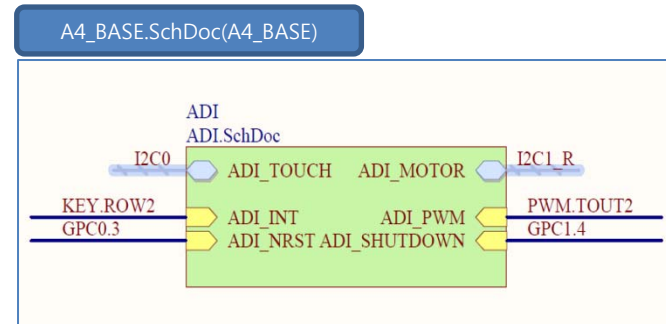 A4_BASE.SchDoc(A4_BASE)
ADI
ADI.SchDoc
I2C0 ADI_TOUCH ADI_MOTOR I2C1_R
KEY.ROW2 ADI_INT ADI_PWM PWM.TOUT2
GPC0.3 ADI_NRST ADI_SHUTDOWN GPC1.4